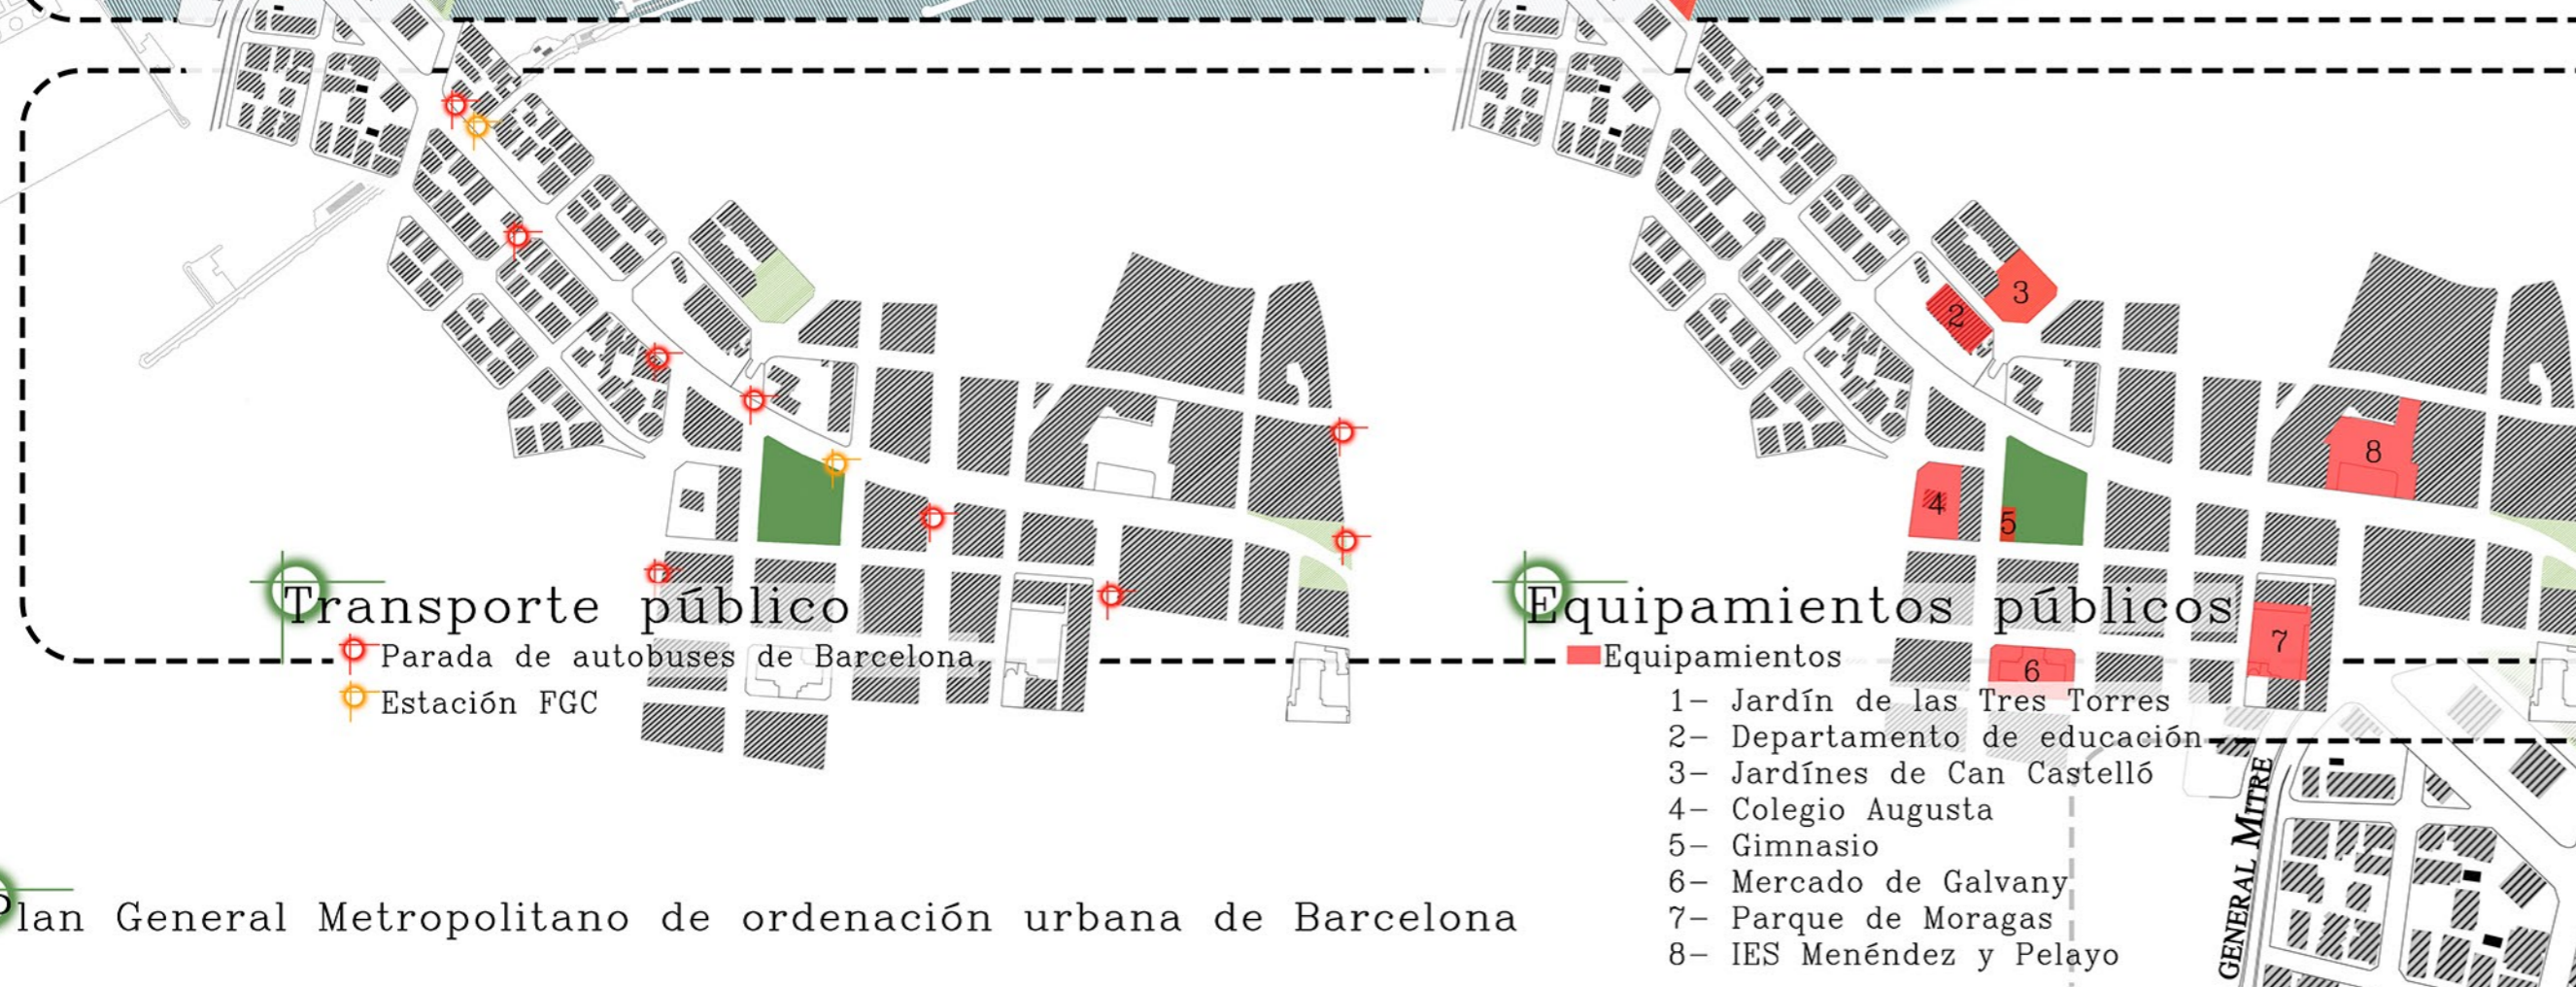 2
3
8
4
5
Transporte público
Parada de autobuses de Barcelona
Estación FGC
Equipamientos públicos
Equipamientos
7
6
1- Jardín de las Tres Torres
2- Departamento de educación
3- Jardínes de Can Castelló
4- Colegio Augusta
5- Gimnasio
6- Mercado de Galvany
7- Parque de Moragas
8- IES Menéndez y Pelayo
GENERAL MITRE
Plan General Metropolitano de ordenación urbana de Barcelona